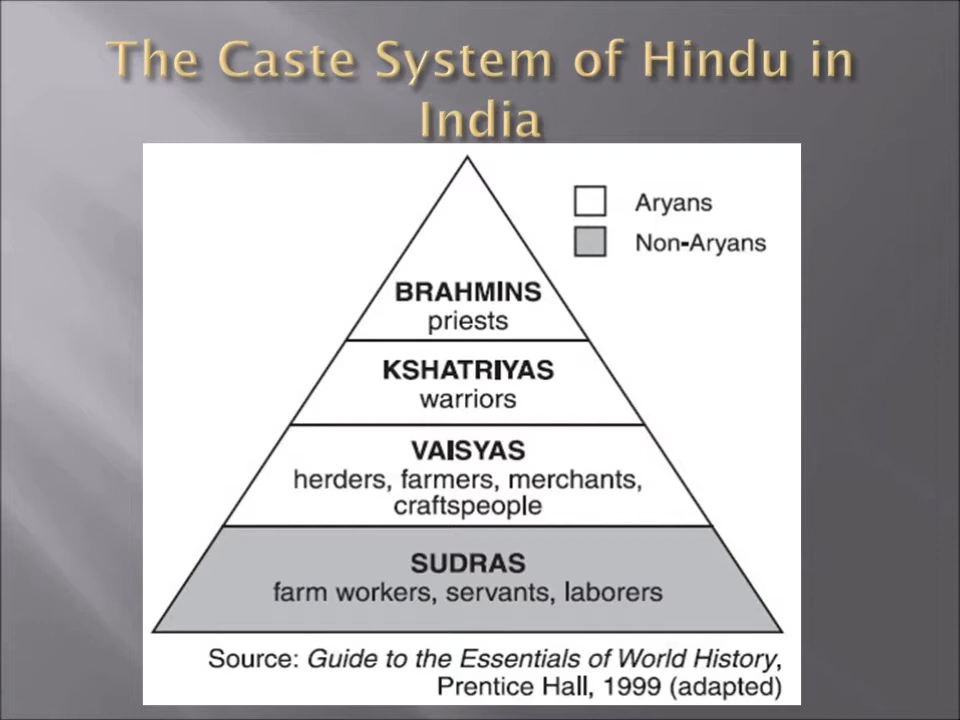 The Caste System of Hindu in
India
Aryans
Non-Aryans
BRAHMINS
priests
KSHATRIYAS
warriors
VAISYAS
herders, farmers, merchants,
craftspeople
SUDRAS
farm workers, servants, laborers
Source: Guide to the Essentials of World History,
Prentice Hall, 1999 (adapted)